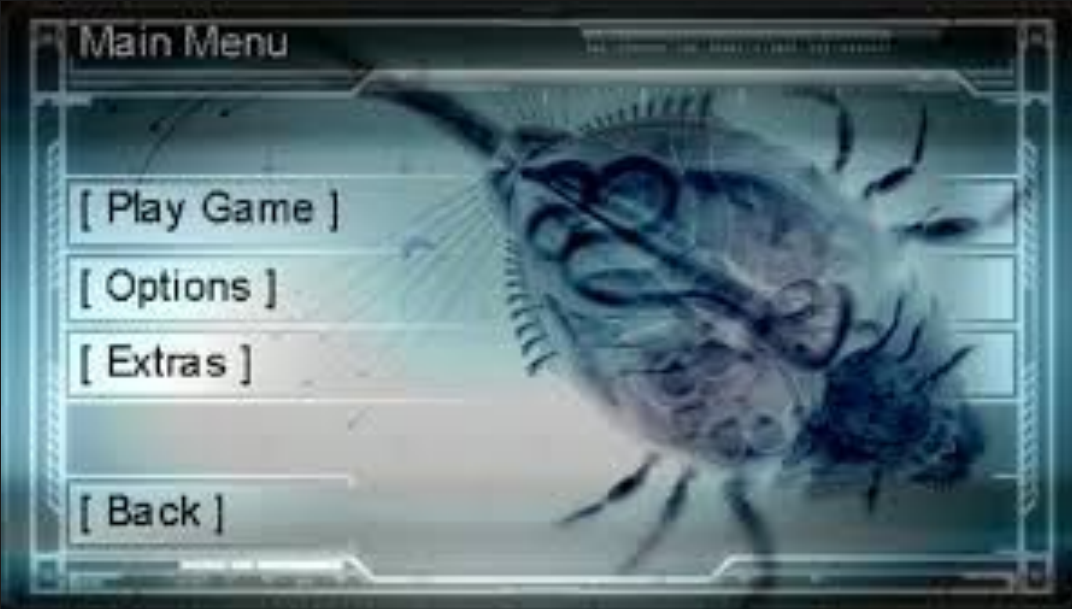 Main Menu
[ Play Game ]
[ Options ]
[ Extras ]
[ Back ]